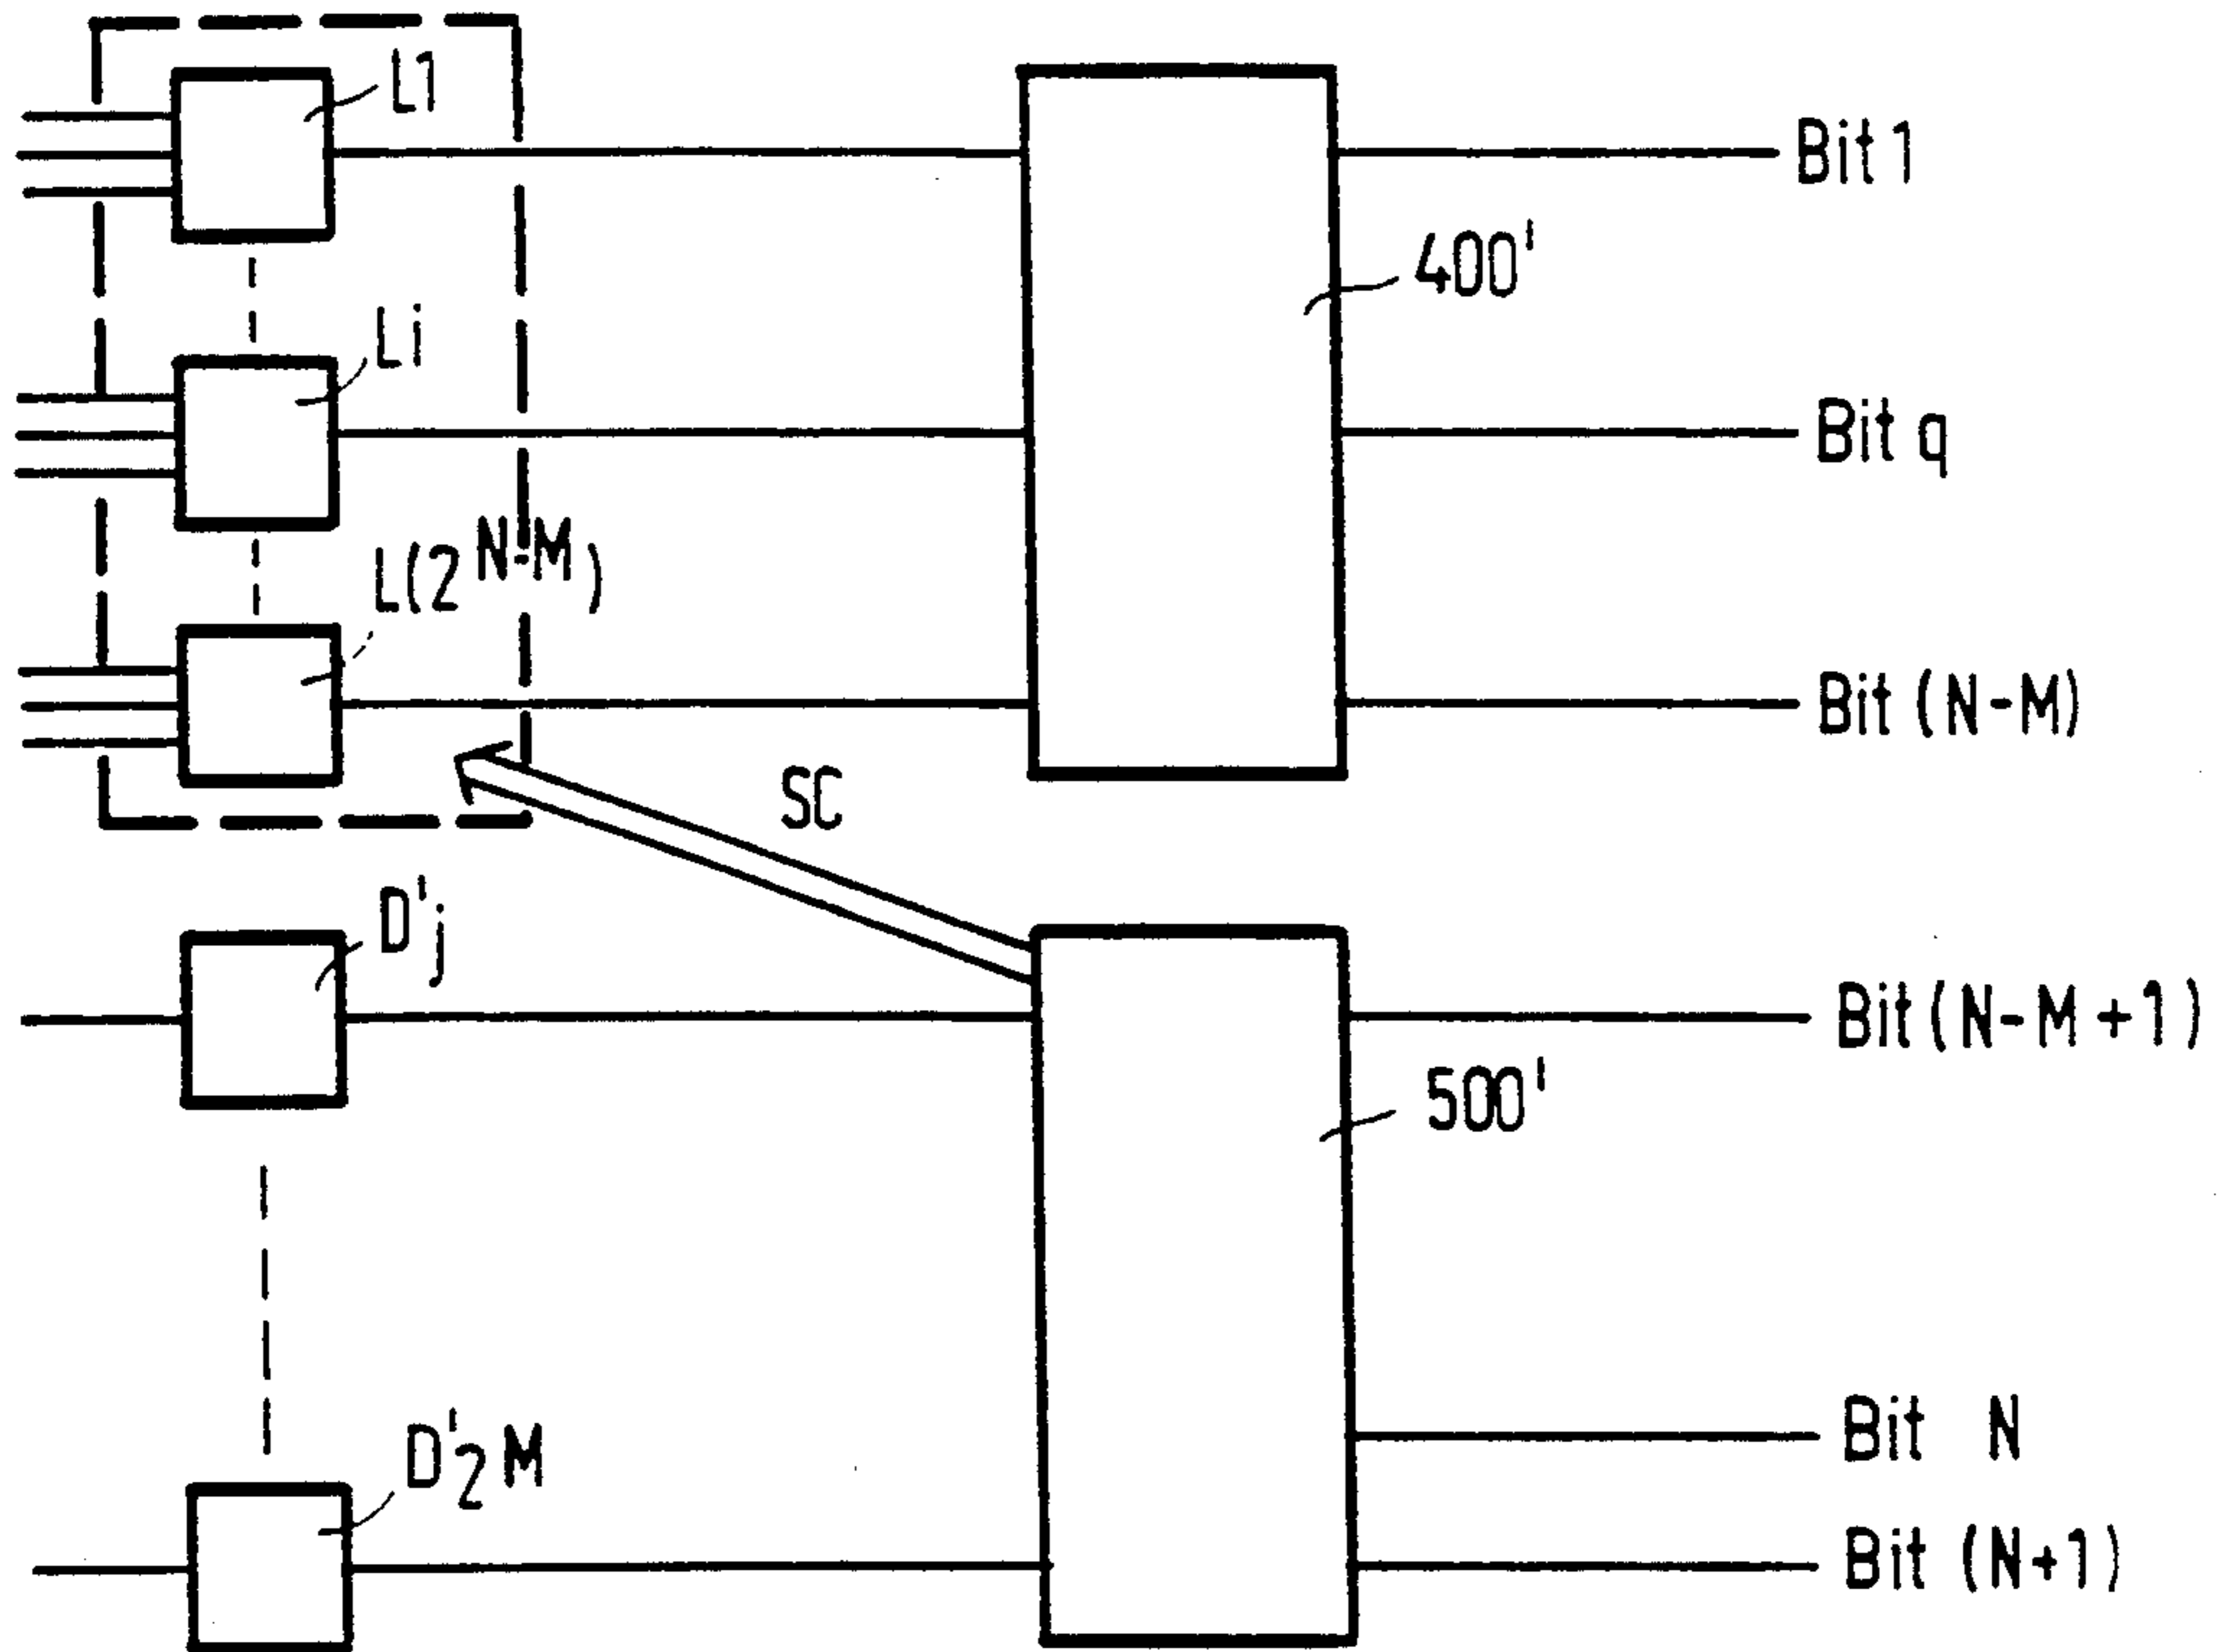 L1
Bit 1
400'
Li
Bit q
L(2^N-M)
Bit (N-M)
SC
D'j
Bit (N-M+1)
500'
D'2M
Bit N
Bit (N+1)